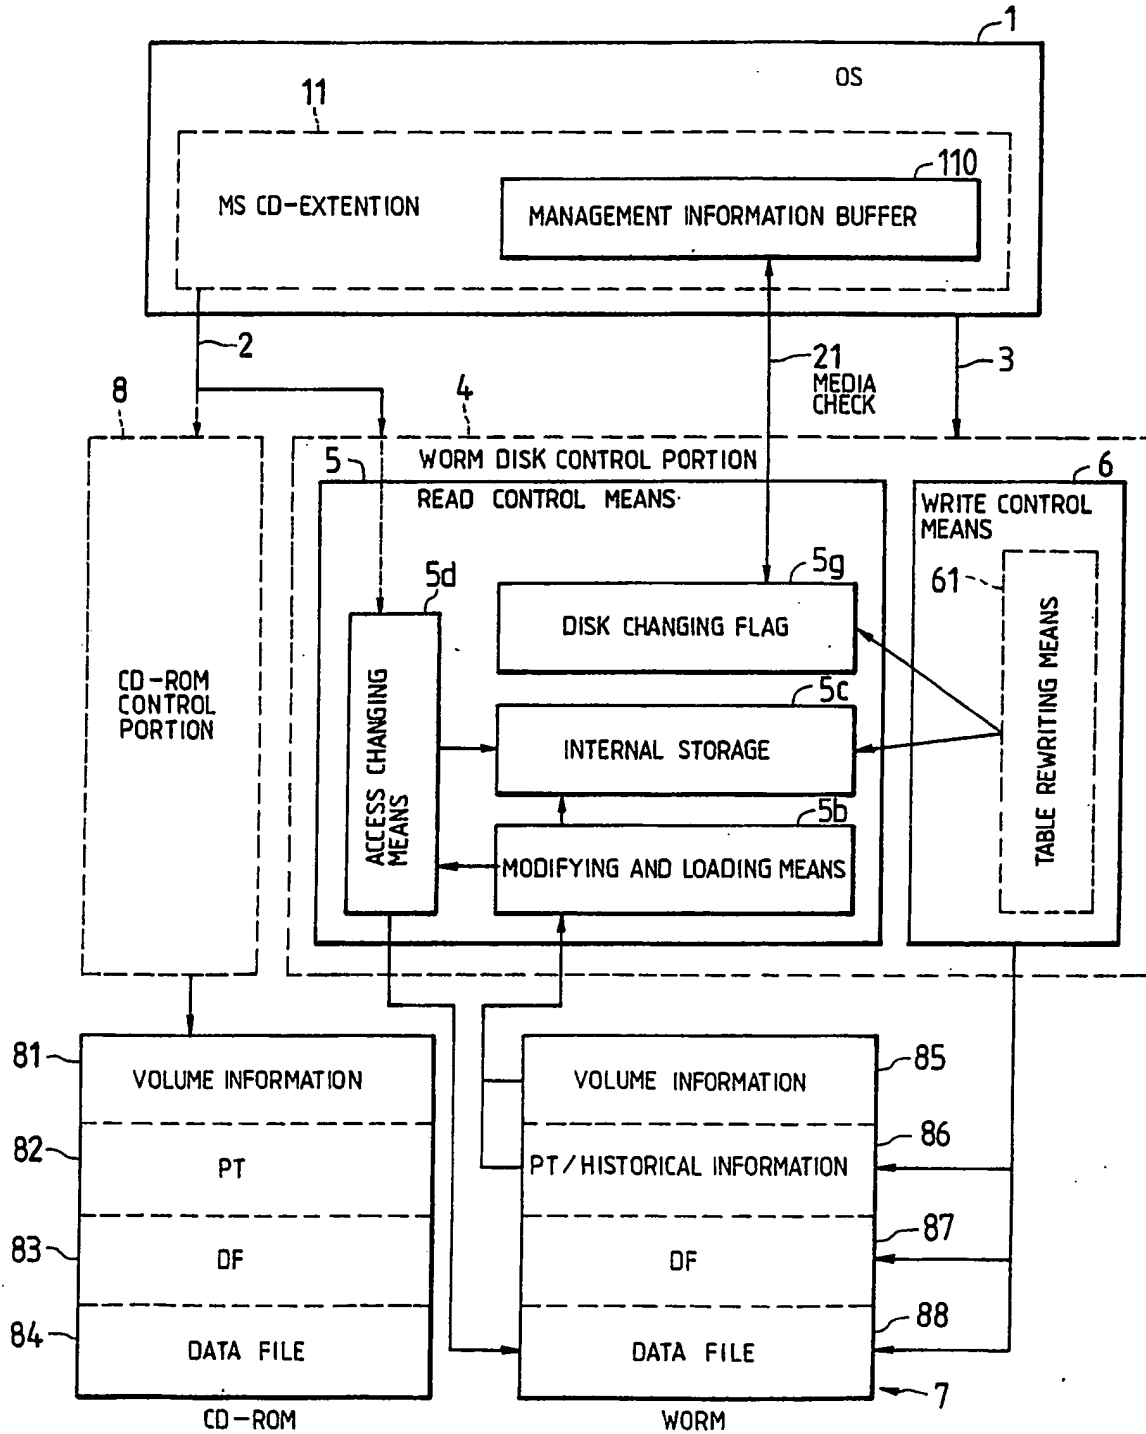 1
OS
11
110
MS CD-EXTENTION
MANAGEMENT INFORMATION BUFFER
2
21
MEDIA
CHECK
3
8
4
WORM DISK CONTROL PORTION
5
READ CONTROL MEANS
6
WRITE CONTROL
MEANS
5d
5g
61
DISK CHANGING FLAG
CD-ROM
CONTROL
PORTION
ACCESS CHANGING
MEANS
5c
INTERNAL STORAGE
TABLE REWRITING MEANS
5b
MODIFYING AND LOADING MEANS
81
VOLUME INFORMATION
85
VOLUME INFORMATION
82
PT
86
PT/HISTORICAL INFORMATION
83
DF
87
DF
84
DATA FILE
88
DATA FILE
7
CD-ROM
WORM